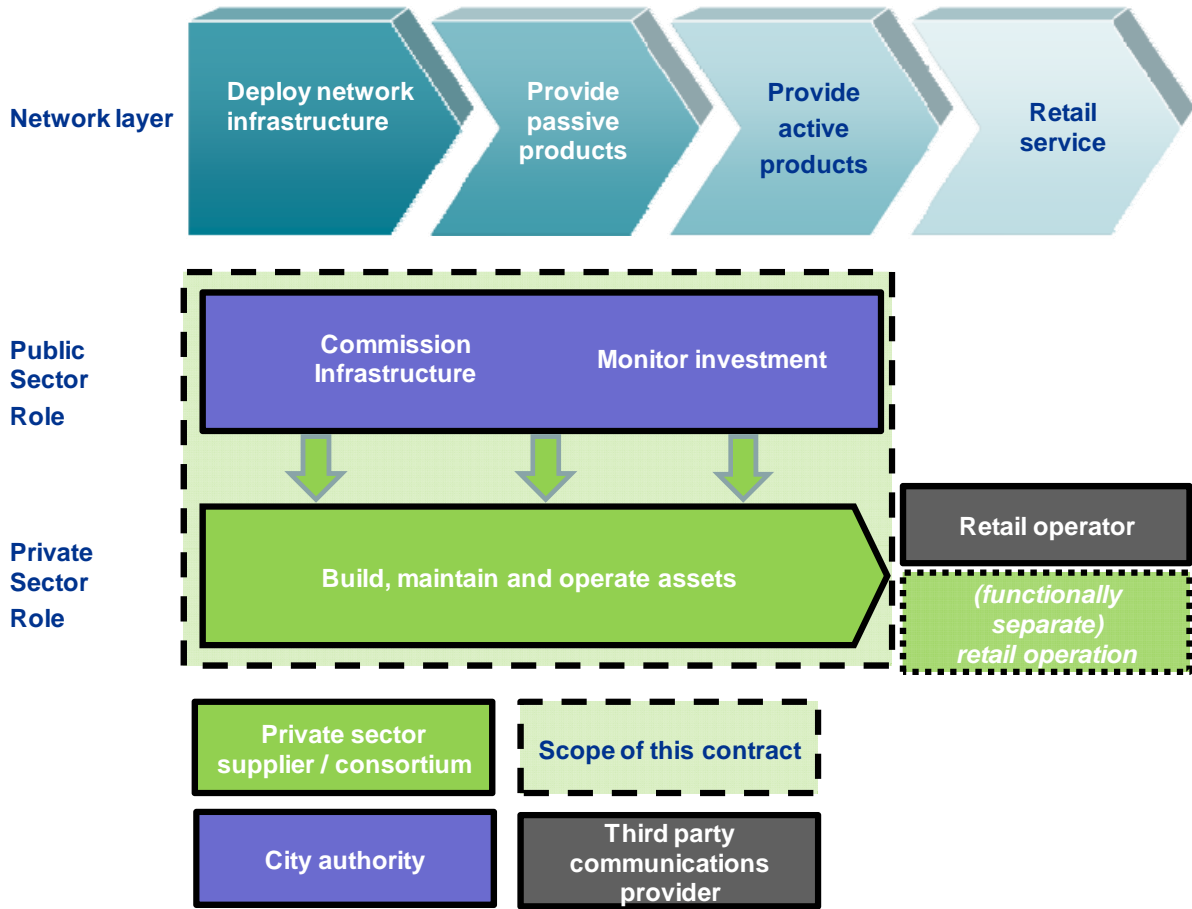 Network layer
Deploy network
infrastructure
Provide
passive
products
Provide
active
products
Retail
service
Public
Sector
Role
Commission
Infrastructure
Monitor investment
Private
Sector
Role
Build, maintain and operate assets
Retail operator
(functionally
separate)
retail operation
Private sector
supplier / consortium
Scope of this contract
City authority
Third party
communications
provider